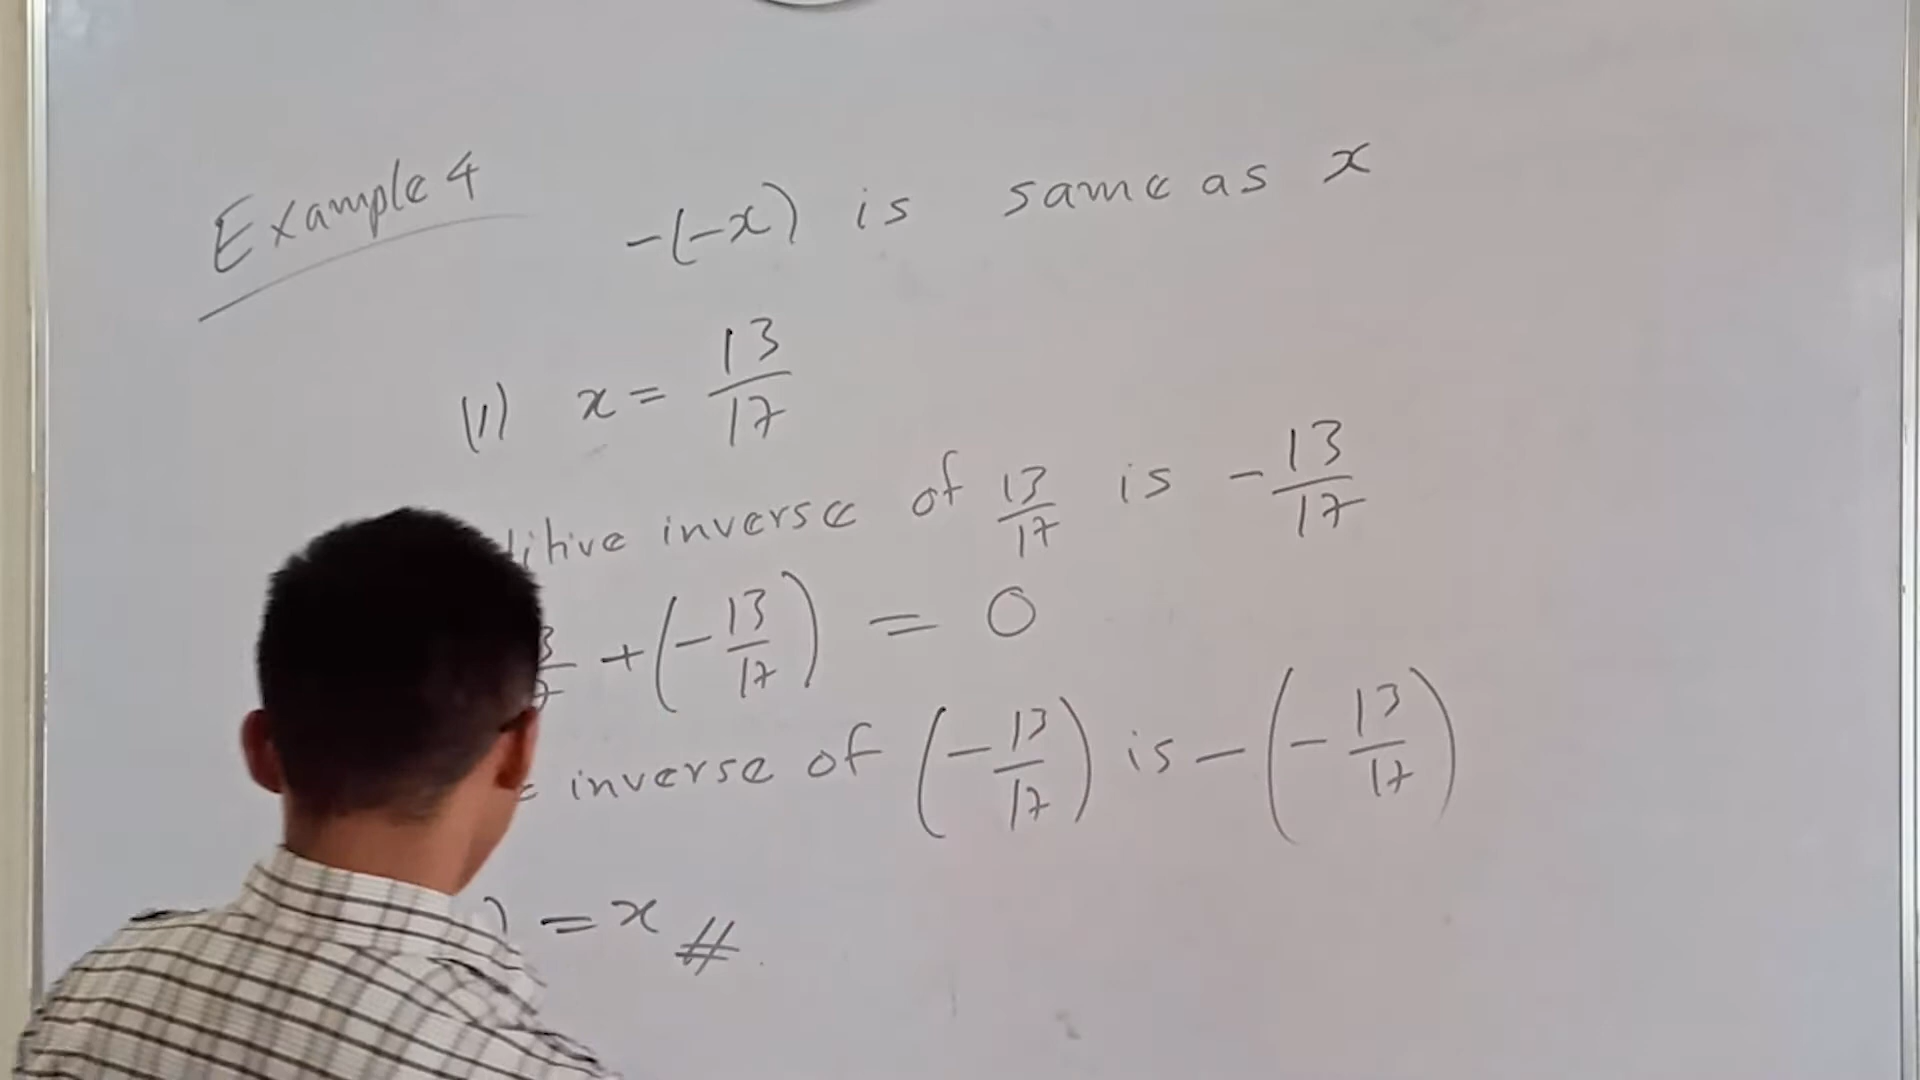 Example 4
-(-x) is same as x
(1) x = 13/17
inverse of 13/17 is -13/17
+ (-13/17) = 0
inverse of (-13/17) is -(-13/17)
) = x #